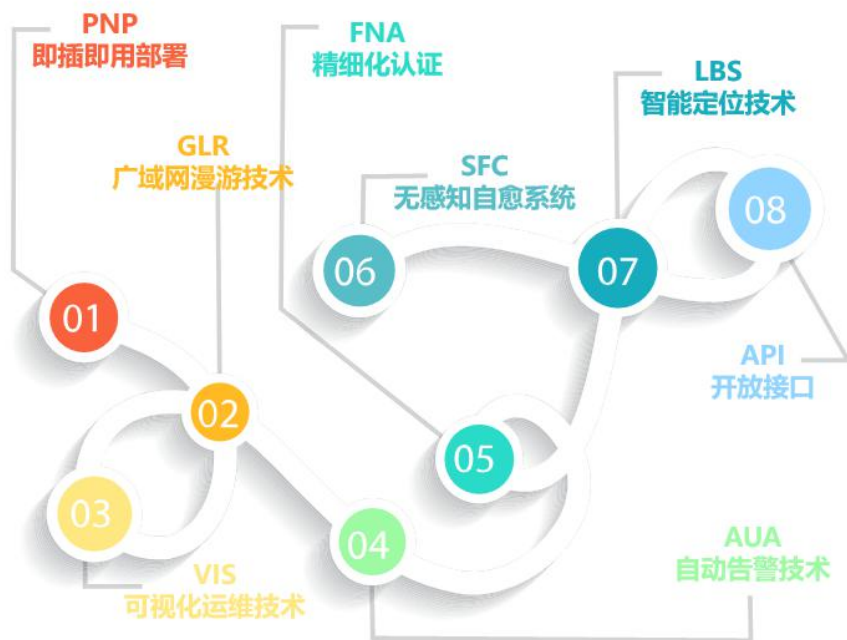 PNP
即插即用部署
FNA
精细化认证
LBS
智能定位技术
GLR
广域网漫游技术
SFC
无感知自愈系统
08
06
07
01
API
开放接口
02
05
03
04
AUA
自动告警技术
VIS
可视化运维技术